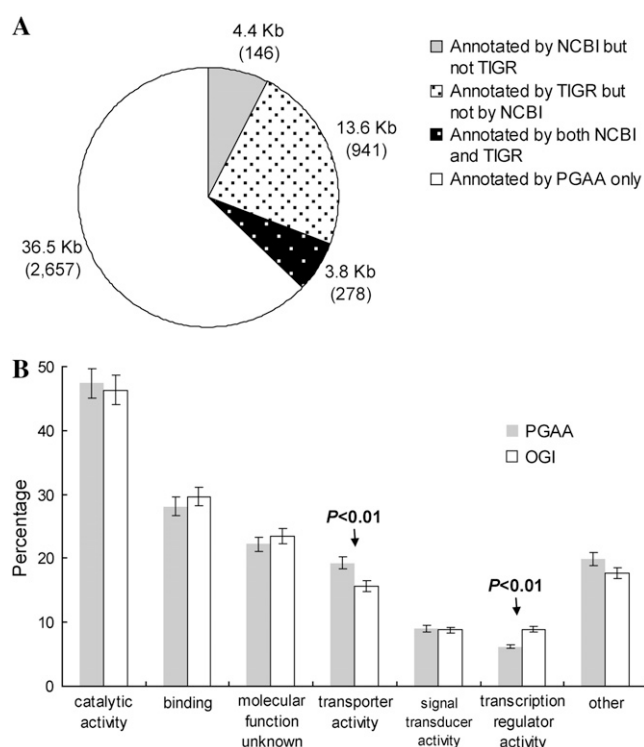 A
4.4 Kb
(146)
13.6 Kb
(941)
3.8 Kb
(278)
36.5 Kb
(2,657)
Annotated by NCBI but
not TIGR
Annotated by TIGR but
not by NCBI
Annotated by both NCBI
and TIGR
Annotated by PGAA only
B
Percentage
50
40
30
20
10
0
PGAA
OGI
P<0.01
P<0.01
catalytic
activity
binding
molecular
function
unknown
transporter
activity
signal
transducer
activity
transcription
regulator
activity
other